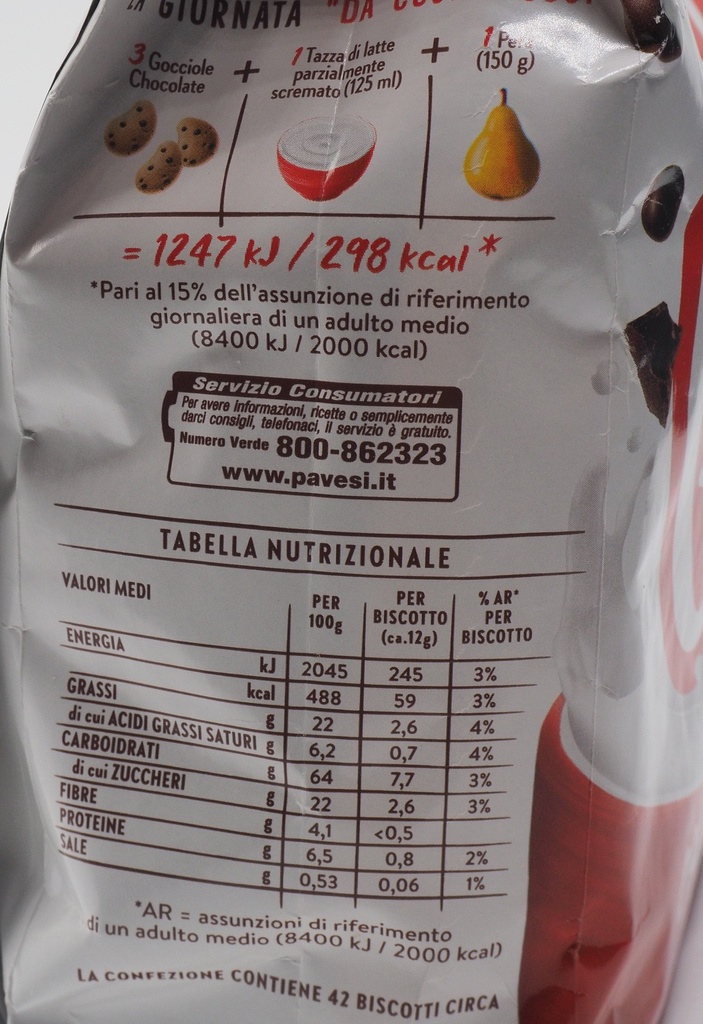 GIORNATA "DA
3 Gocciole
Chocolate
+
1 Tazza di latte
parzialmente
scremato (125 ml)
+
1 Pera
(150 g)
= 1247 kJ / 298 kcal *
*Pari al 15% dell'assunzione di riferimento
giornaliera di un adulto medio
(8400 kJ / 2000 kcal)
Servizio Consumatori
Per avere informazioni, ricette o semplicemente
darci consigli, telefonaci, il servizio è gratuito.
Numero Verde 800-862323
www.pavesi.it
TABELLA NUTRIZIONALE
VALORI MEDI PER 100g PER BISCOTTO (ca.12g) % AR* PER BISCOTTO
ENERGIA kJ 2045 245 3%
kcal 488 59 3%
GRASSI g 22 2,6 4%
di cui ACIDI GRASSI SATURI g 6,2 0,7 4%
CARBOIDRATI g 64 7,7 3%
di cui ZUCCHERI g 22 2,6 3%
FIBRE g 4,1 <0,5
PROTEINE g 6,5 0,8 2%
SALE g 0,53 0,06 1%
*AR = assunzioni di riferimento
di un adulto medio (8400 kJ / 2000 kcal)
LA CONFEZIONE CONTIENE 42 BISCOTTI CIRCA